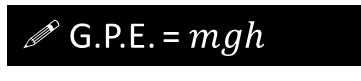 G.P.E. = mgh